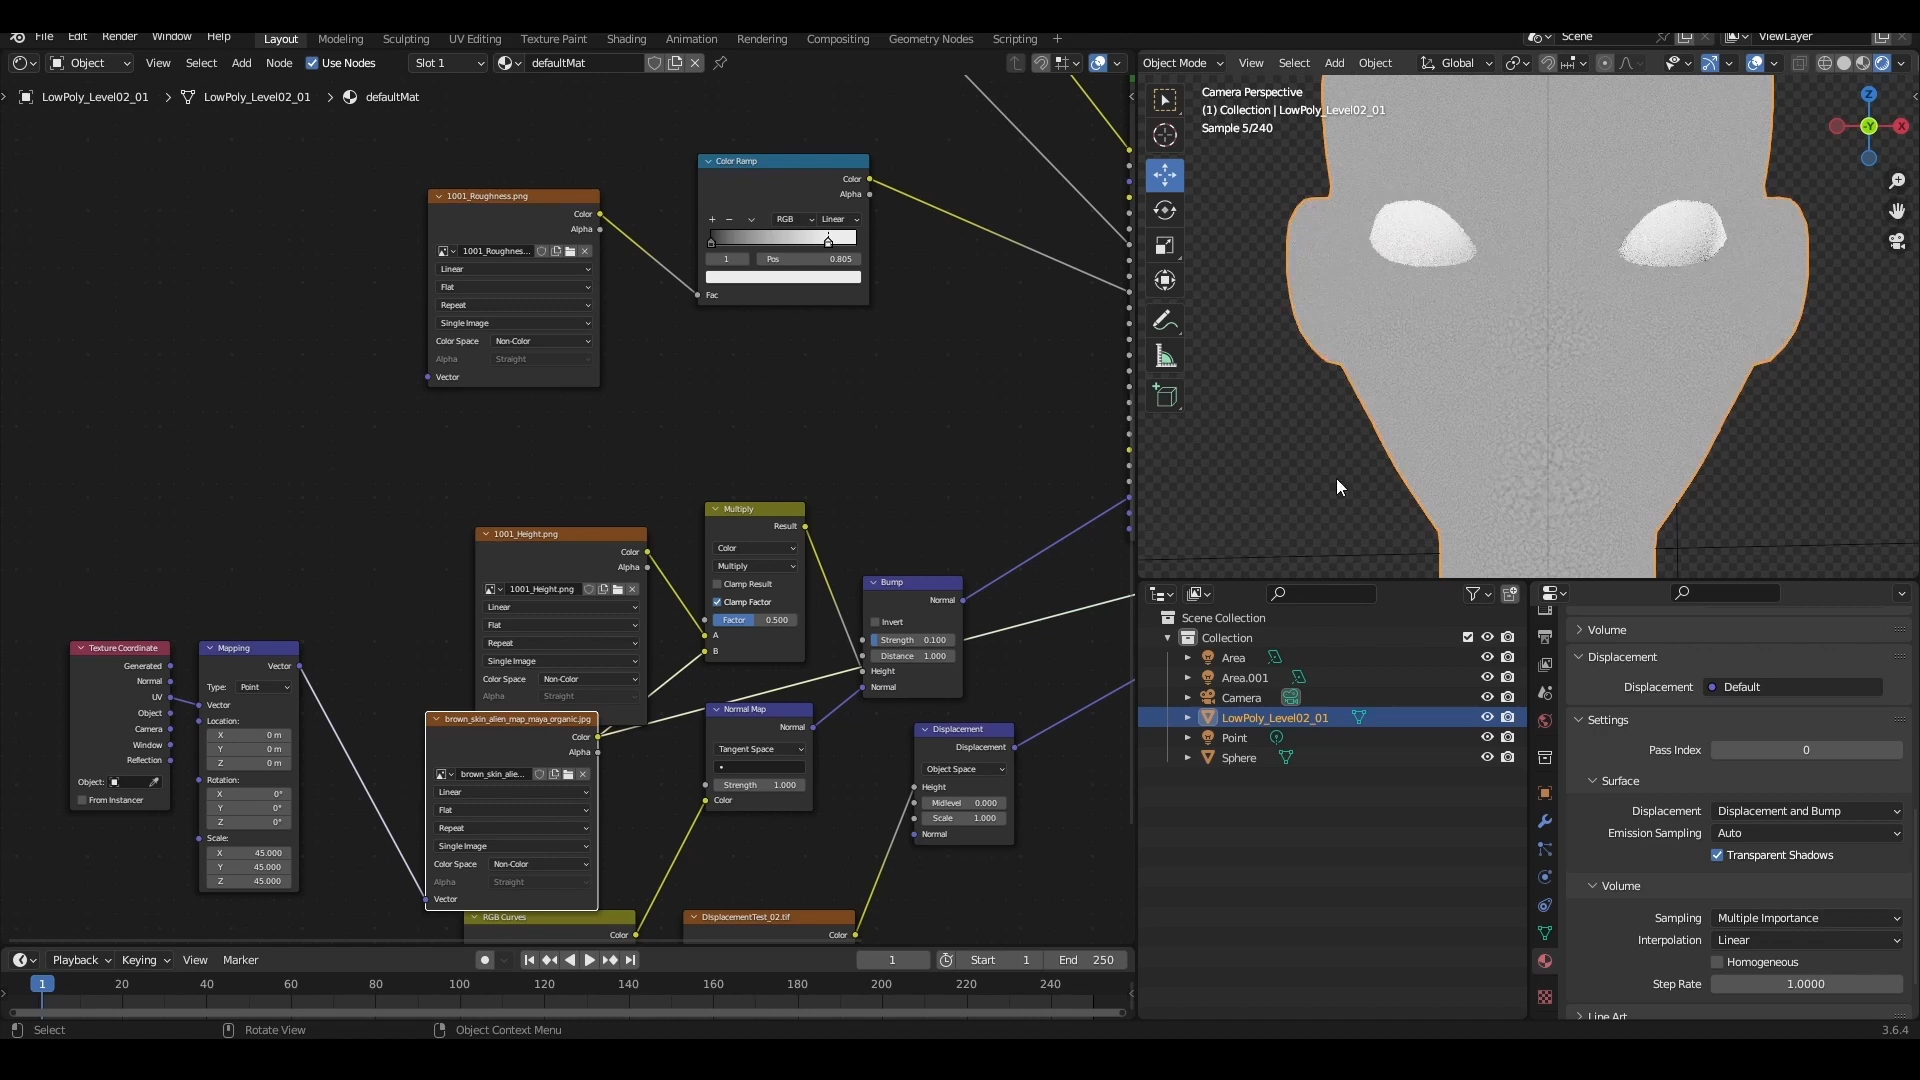 File Edit Render Window Help Layout Modeling Sculpting UV Editing Texture Paint Shading Animation Rendering Compositing Geometry Nodes Scripting + Scene ViewLayer
Object View Select Add Node Use Nodes Slot 1 defaultMat
Object Mode View Select Add Object Global
LowPoly_Level02_01 > LowPoly_Level02_01 > defaultMat
Camera Perspective
(1) Collection | LowPoly_Level02_01
Sample 5/240
Z
-Y
X
1001_Roughness.png
Color
Alpha
1001_Roughnes...
Linear
Flat
Repeat
Single Image
Color Space Non-Color
Alpha Straight
Vector
Color Ramp
Color
Alpha
+ − RGB Linear
1 Pos 0.805
Fac
1001_Height.png
Color
Alpha
1001_Height.png
Linear
Flat
Repeat
Single Image
Color Space Non-Color
Alpha Straight
Multiply
Result
Color
Multiply
Clamp Result
Clamp Factor
Factor 0.500
A
B
Bump
Normal
Invert
Strength 0.100
Distance 1.000
Height
Normal
Texture Coordinate
Generated
Normal
UV
Object
Camera
Window
Reflection
Object:
From Instancer
Mapping
Vector
Type: Point
Vector
Location:
X 0 m
Y 0 m
Z 0 m
Rotation:
X 0°
Y 0°
Z 0°
Scale:
X 45.000
Y 45.000
Z 45.000
brown_skin_alien_map_maya_organic.jpg
Color
Alpha
brown_skin_alie...
Linear
Flat
Repeat
Single Image
Color Space Non-Color
Alpha Straight
Vector
Normal Map
Normal
Tangent Space
Strength 1.000
Color
Displacement
Displacement
Object Space
Height
Midlevel 0.000
Scale 1.000
Normal
RGB Curves
Color
DIsplacementTest_02.tif
Color
Scene Collection
Collection
Area
Area.001
Camera
LowPoly_Level02_01
Point
Sphere
Volume
Displacement
Displacement Default
Settings
Pass Index 0
Surface
Displacement Displacement and Bump
Emission Sampling Auto
Transparent Shadows
Volume
Sampling Multiple Importance
Interpolation Linear
Homogeneous
Step Rate 1.0000
Line Art
Playback Keying View Marker 1 Start 1 End 250
1 20 40 60 80 100 120 140 160 180 200 220 240
Select Rotate View Object Context Menu 3.6.4